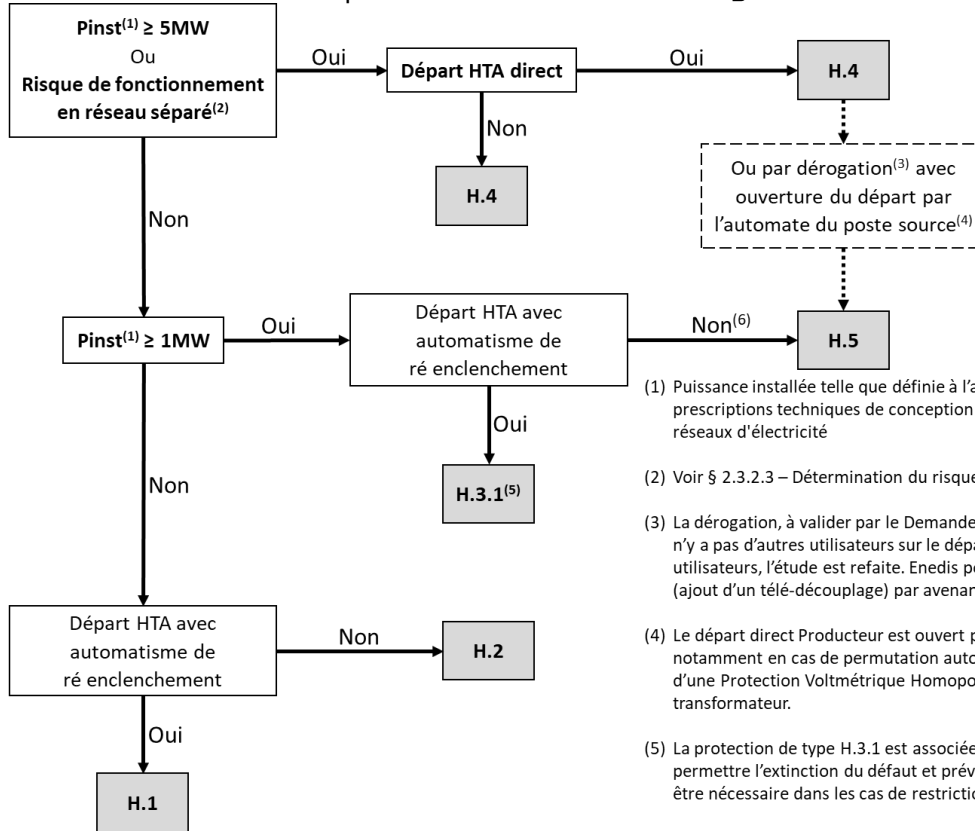 Pinst(1) ≥ 5MW
Ou
Risque de fonctionnement
en réseau séparé(2)
Oui
Départ HTA direct
Oui
H.4
Non
H.4
Ou par dérogation(3) avec
ouverture du départ par
l’automate du poste source(4)
Non
Pinst(1) ≥ 1MW
Oui
Départ HTA avec
automatisme de
ré enclenchement
Non(6)
H.5
Oui
H.3.1(5)
Non
Départ HTA avec
automatisme de
ré enclenchement
Non
H.2
Oui
H.1
(1) Puissance installée telle que définie à l’a
prescriptions techniques de conception
réseaux d'électricité
(2) Voir § 2.3.2.3 – Détermination du risque
(3) La dérogation, à valider par le Demande
n’y a pas d’autres utilisateurs sur le dépa
utilisateurs, l’étude est refaite. Enedis pe
(ajout d’un télé-découplage) par avenan
(4) Le départ direct Producteur est ouvert p
notamment en cas de permutation auto
d’une Protection Voltmétrique Homopo
transformateur.
(5) La protection de type H.3.1 est associée
permettre l’extinction du défaut et prév
être nécessaire dans les cas de restrictio